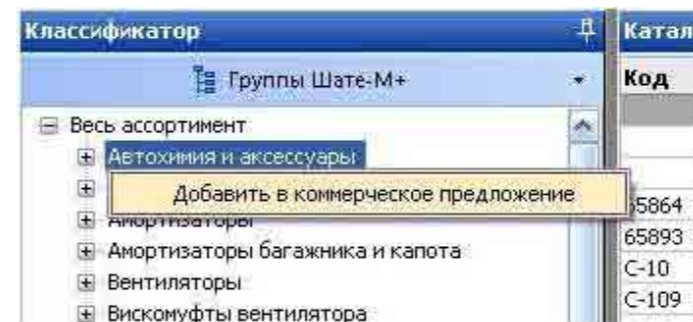 Классификатор
Группы Шате-М+
Весь ассортимент
Автохимия и аксессуары
Добавить в коммерческое предложение
Амортизаторы
Амортизаторы багажника и капота
Вентиляторы
Вискомуфты вентилятора
Катал
Код
65864
65893
C-10
C-109